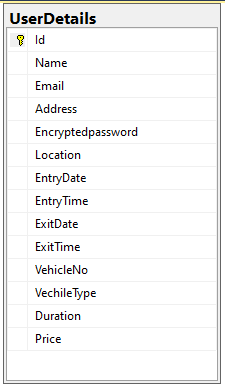 UserDetails
Id
Name
Email
Address
Encryptedpassword
Location
EntryDate
EntryTime
ExitDate
ExitTime
VehicleNo
VechileType
Duration
Price